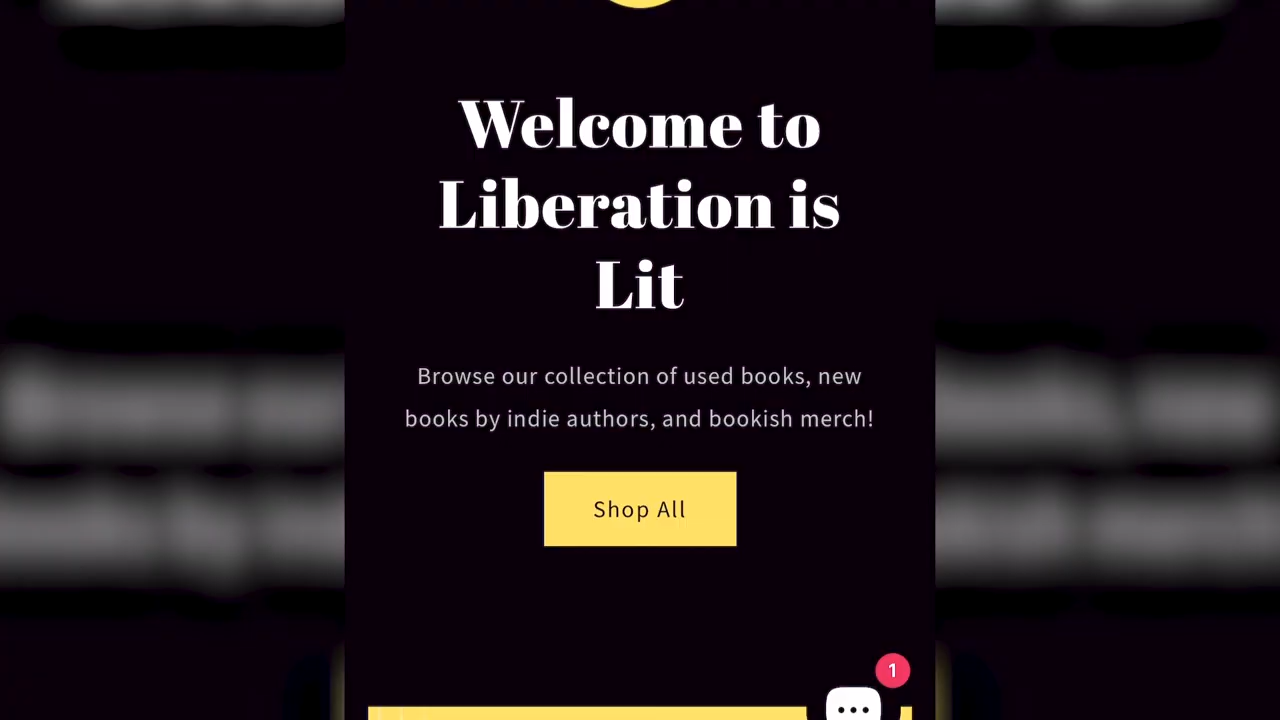 Welcome to
Liberation is
Lit
Browse our collection of used books, new
books by indie authors, and bookish merch!
Shop All
1